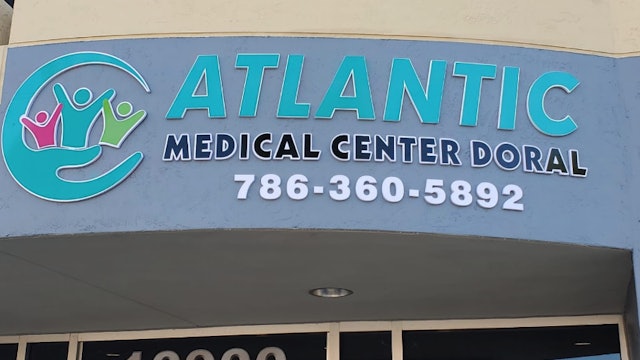 ATLANTIC
MEDICAL CENTER DORAL
786-360-5892